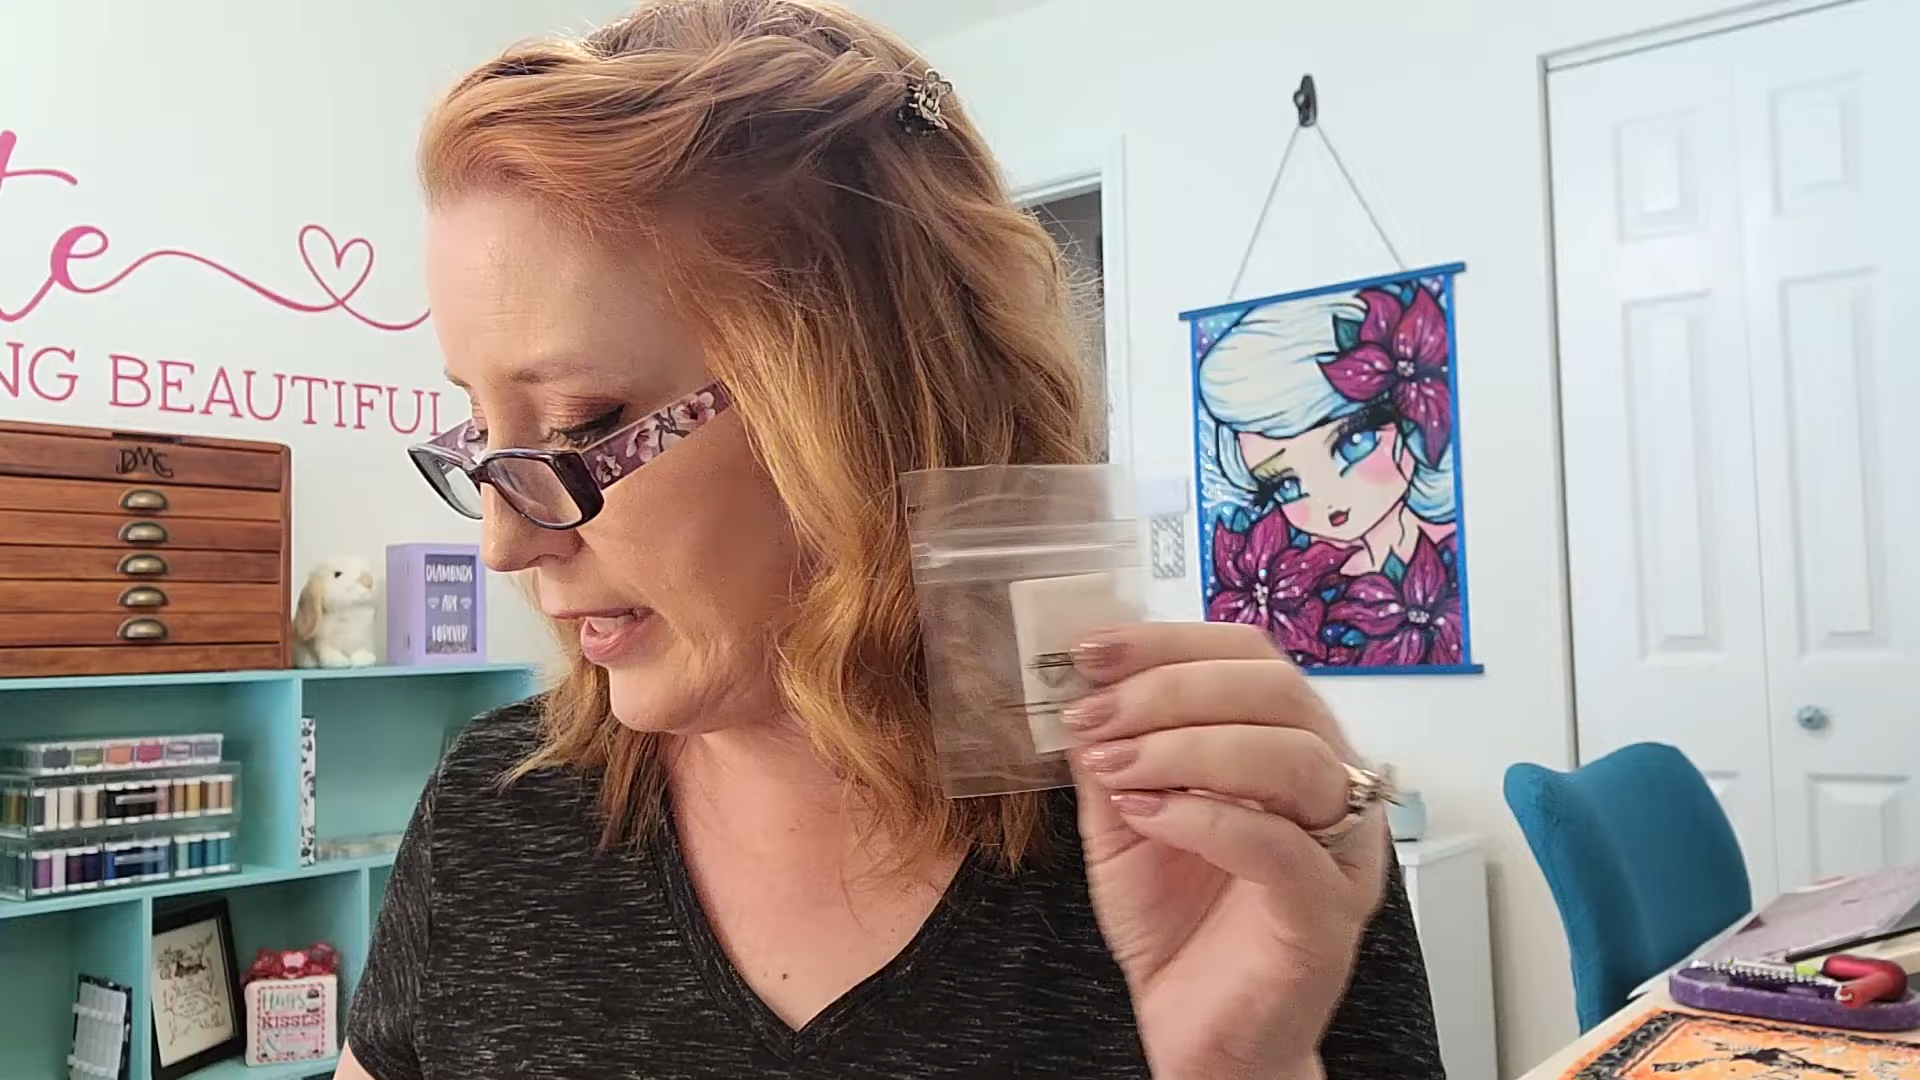 te
NG BEAUTIFUL
DMC
DIAMONDS
ARE
FOREVER
HUGS
KISSES